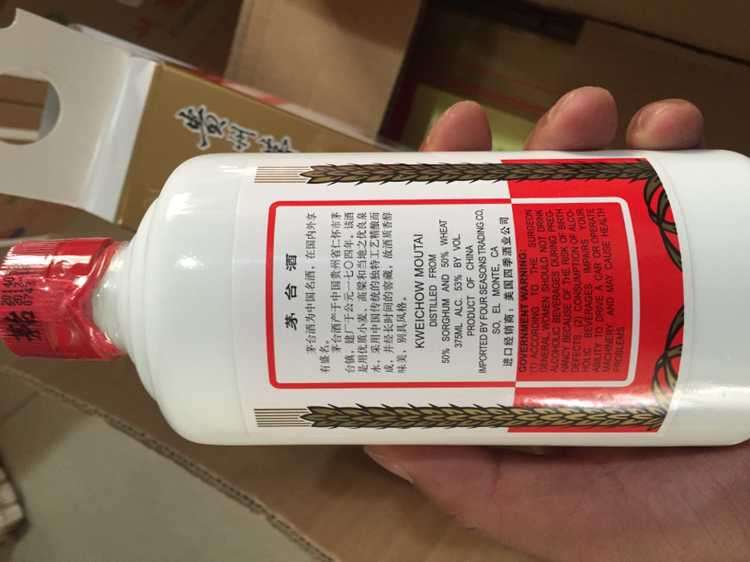 贵州茅
茅台酒
茅台酒为中国名酒，在国内外享
有盛名。
茅台酒产于中国贵州省仁怀市茅
台镇，建厂于公元一七〇四年。该酒
是用优质小麦、高粱和当地之优良泉
水，采用中国传统的独特工艺精酿而
成，并经长时间的窖藏，故酒质香醇
味美，别具风格。
KWEICHOW MOUTAI
DISTILLED FROM
50% SORGHUM AND 50% WHEAT
375ML ALC. 53% BY VOL
PRODUCT OF CHINA
IMPORTED BY FOUR SEASONS TRADING CO,
SO, EL MONTE, CA
进口经销商：美国四季酒业公司
GOVERNMENT WARNING:
(1) ACCORDING TO THE SURGEON
GENERAL WOMEN SHOULD NOT DRINK
ALCOHOLIC BEVERAGES DURING PREG-
NANCY BECAUSE OF THE RISK OF BIRTH
DEFECTS. (2) CONSUMPTION OF ALCO-
HOLIC BEVERAGES IMPAIRS YOUR
ABILITY TO DRIVE A CAR OR OPERATE
MACHINERY AND MAY CAUSE HEALTH
PROBLEMS.